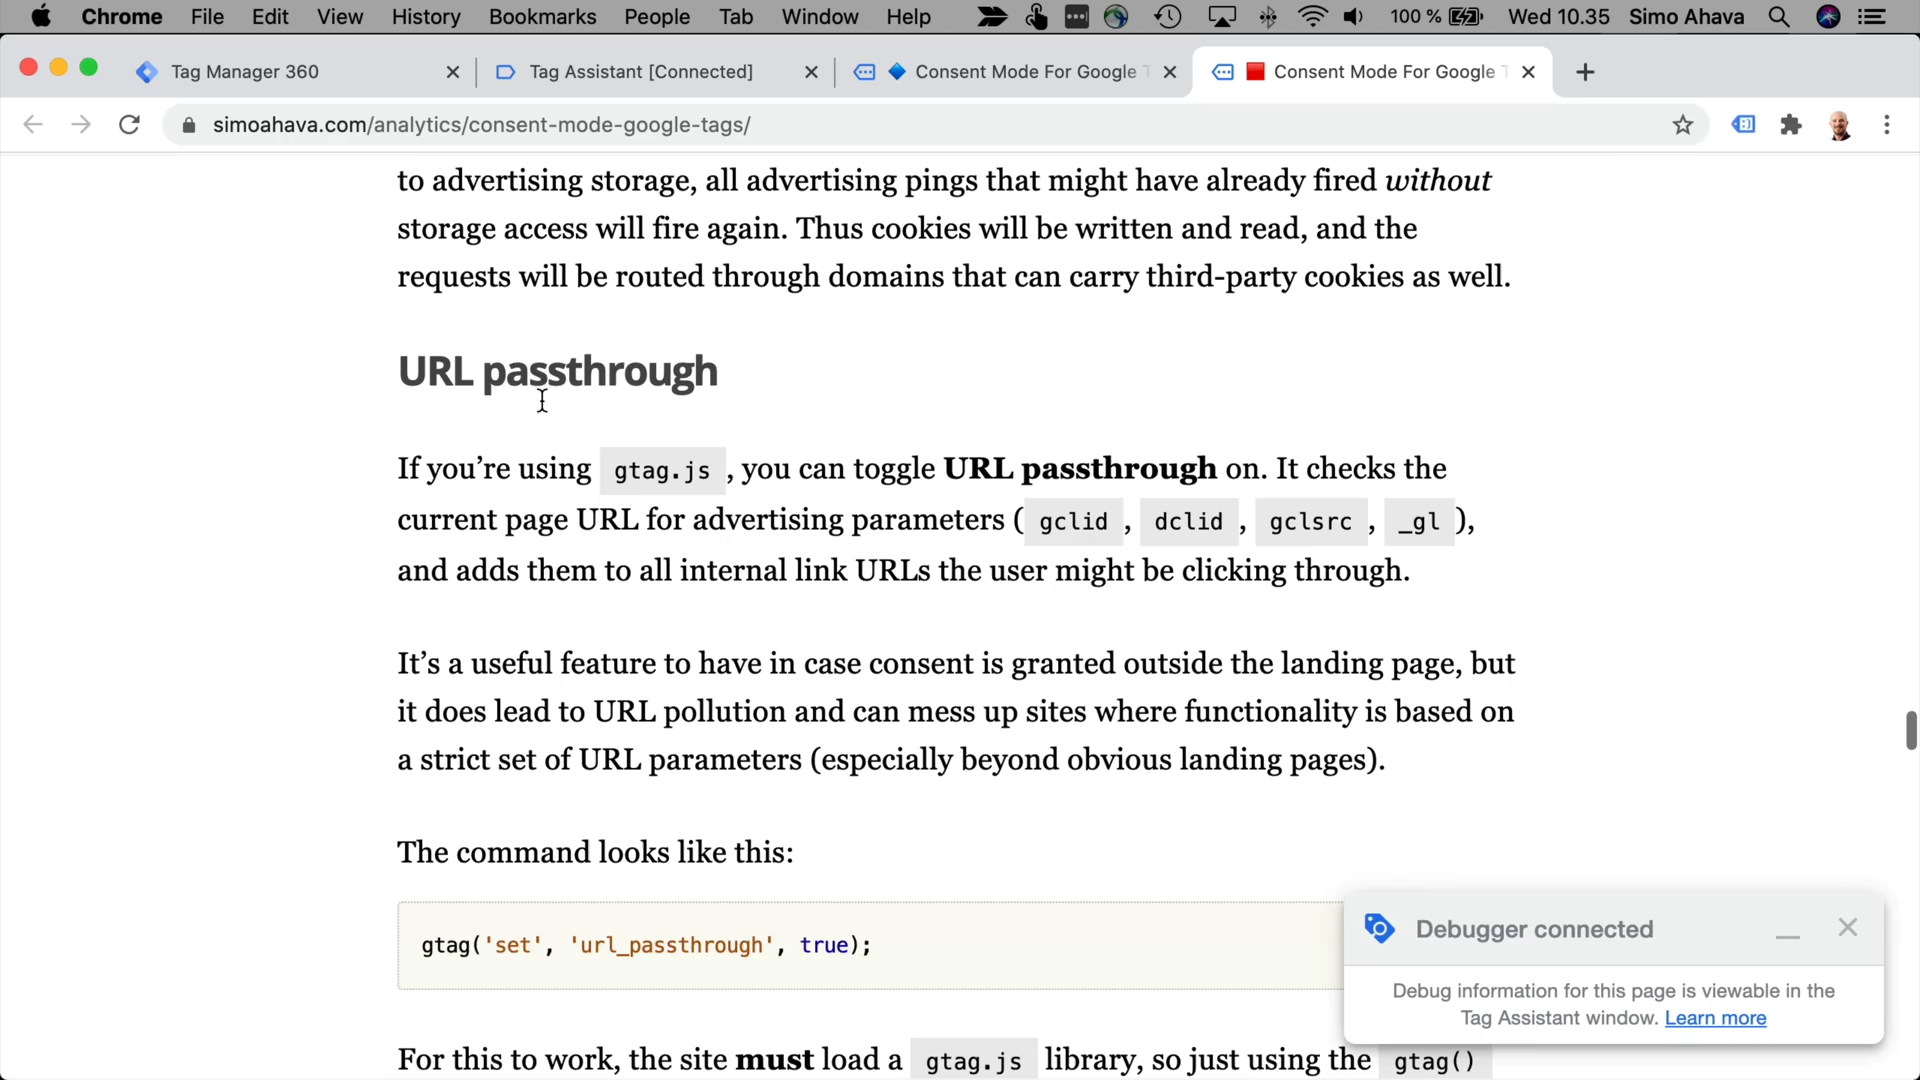 Chrome File Edit View History Bookmarks People Tab Window Help 100 % Wed 10.35 Simo Ahava
Tag Manager 360 Tag Assistant [Connected] Consent Mode For Google T Consent Mode For Google T
simoahava.com/analytics/consent-mode-google-tags/
to advertising storage, all advertising pings that might have already fired without
storage access will fire again. Thus cookies will be written and read, and the
requests will be routed through domains that can carry third-party cookies as well.
URL passthrough
If you’re using gtag.js , you can toggle URL passthrough on. It checks the
current page URL for advertising parameters ( gclid , dclid , gclsrc , _gl ),
and adds them to all internal link URLs the user might be clicking through.
It’s a useful feature to have in case consent is granted outside the landing page, but
it does lead to URL pollution and can mess up sites where functionality is based on
a strict set of URL parameters (especially beyond obvious landing pages).
The command looks like this:
gtag('set', 'url_passthrough', true);
Debugger connected
Debug information for this page is viewable in the
Tag Assistant window. Learn more
For this to work, the site must load a gtag.js library, so just using the gtag()